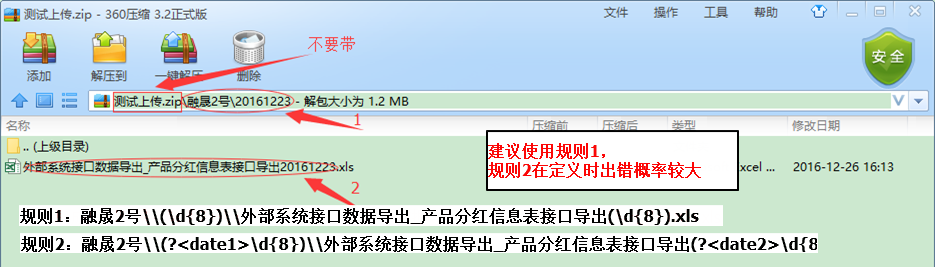 测试上传.zip - 360压缩 3.2正式版
文件 操作 工具 帮助
不要带
添加 解压到 一键解压 删除
安全
测试上传.zip\融晟2号\20161223 - 解包大小为 1.2 MB
1
名称 压缩前 压缩后 类型 修改日期
.. (上级目录)
外部系统接口数据导出_产品分红信息表接口导出20161223.xls
xcel ... 2016-12-26 16:13
建议使用规则1，
规则2在定义时出错概率较大
2
规则1：融晟2号\\(\d{8})\\外部系统接口数据导出_产品分红信息表接口导出(\d{8}).xls
规则2：融晟2号\\(?<date1>\d{8})\\外部系统接口数据导出_产品分红信息表接口导出(?<date2>\d{8